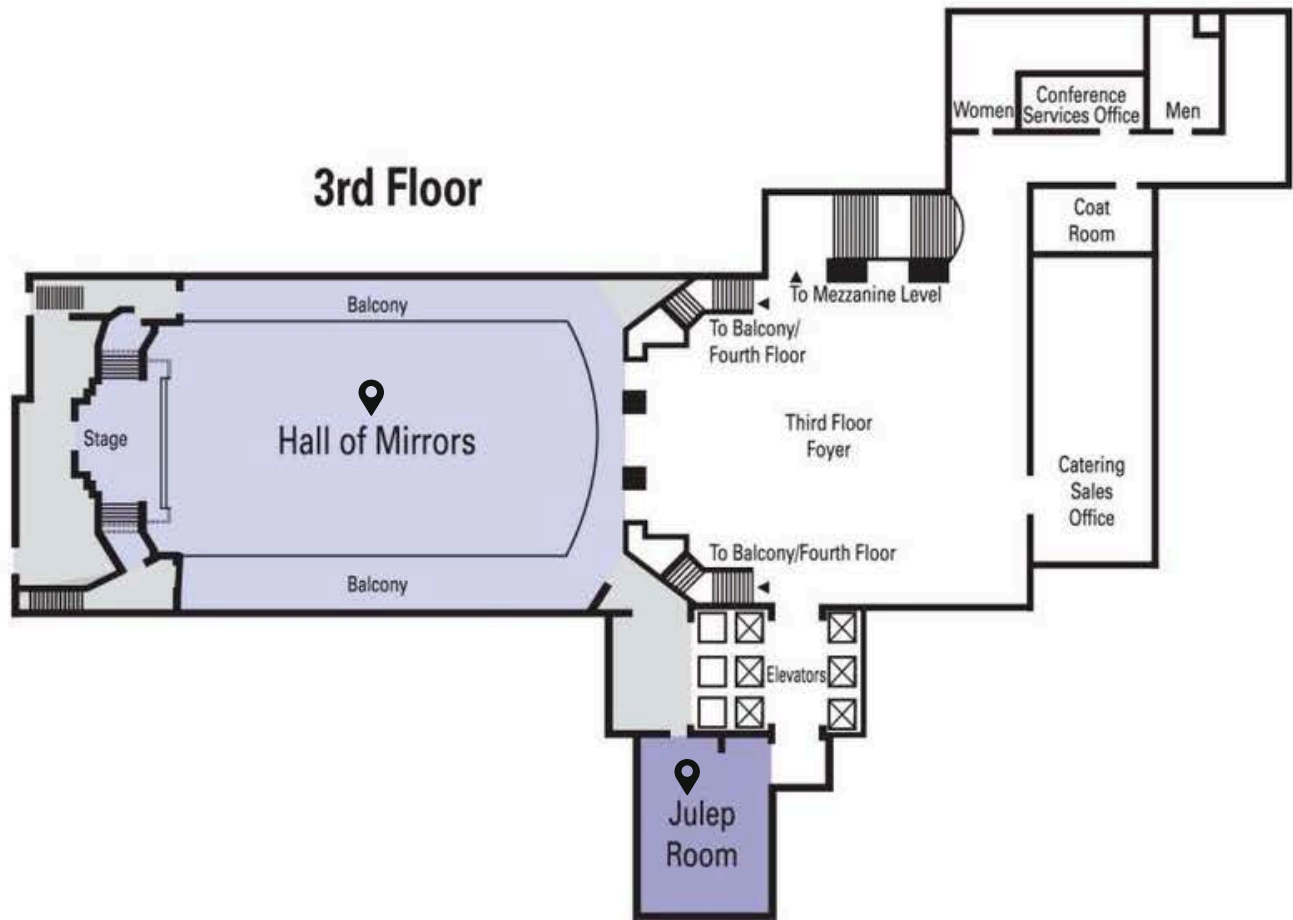 3rd Floor
Women
Conference
Services Office
Men
Coat
Room
Balcony
To Mezzanine Level
To Balcony/
Fourth Floor
Stage
Hall of Mirrors
Third Floor
Foyer
Catering
Sales
Office
To Balcony/Fourth Floor
Balcony
Elevators
Julep
Room